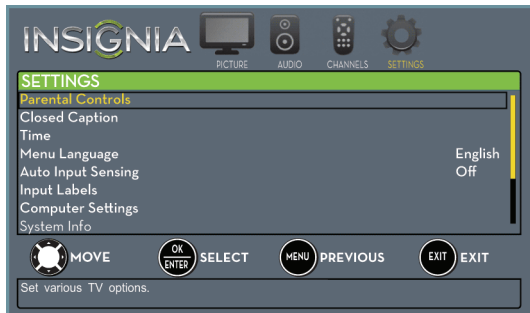 INSIGNIA
PICTURE AUDIO CHANNELS SETTINGS
SETTINGS
Parental Controls
Closed Caption
Time
Menu Language English
Auto Input Sensing Off
Input Labels
Computer Settings
System Info
MOVE OK ENTER SELECT MENU PREVIOUS EXIT EXIT
Set various TV options.